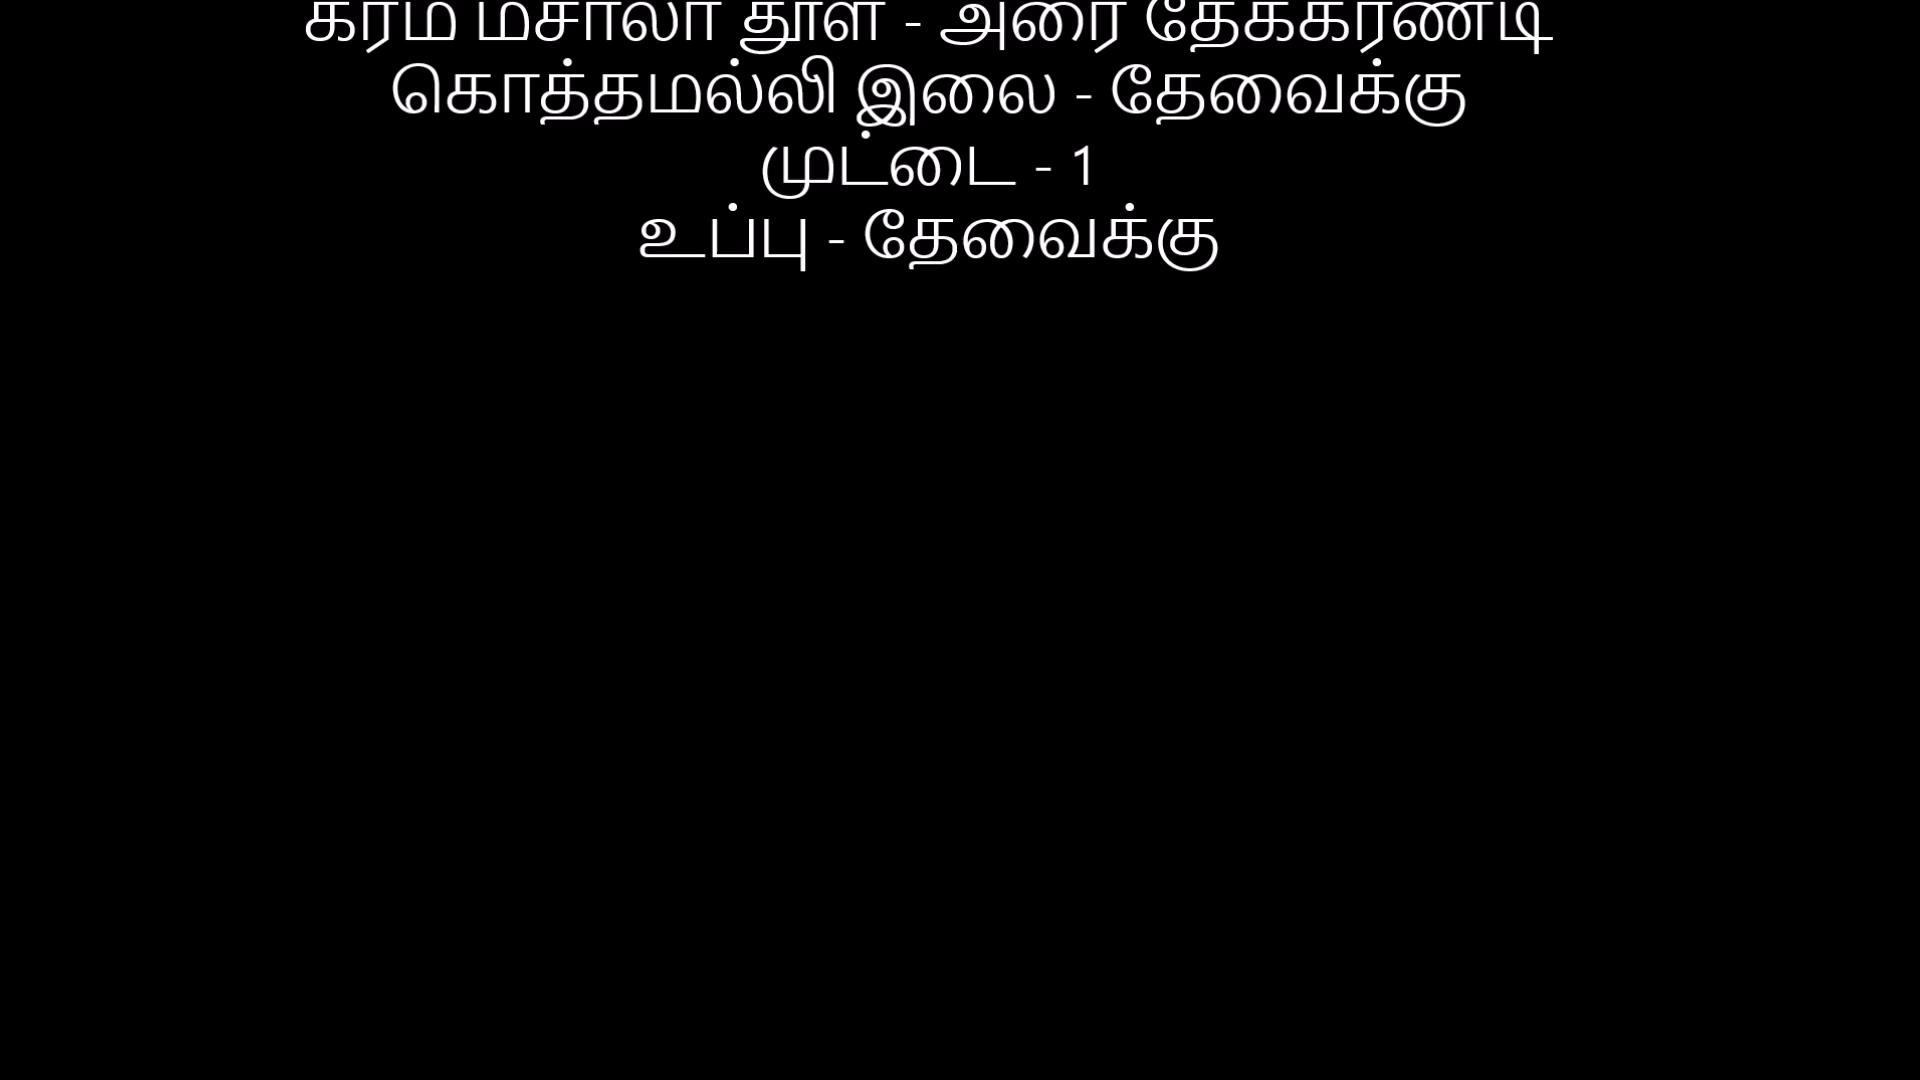 கரம் மசாலா தூள் - அரை தேக்கரண்டி
கொத்தமல்லி இலை - தேவைக்கு
முட்டை - 1
உப்பு - தேவைக்கு